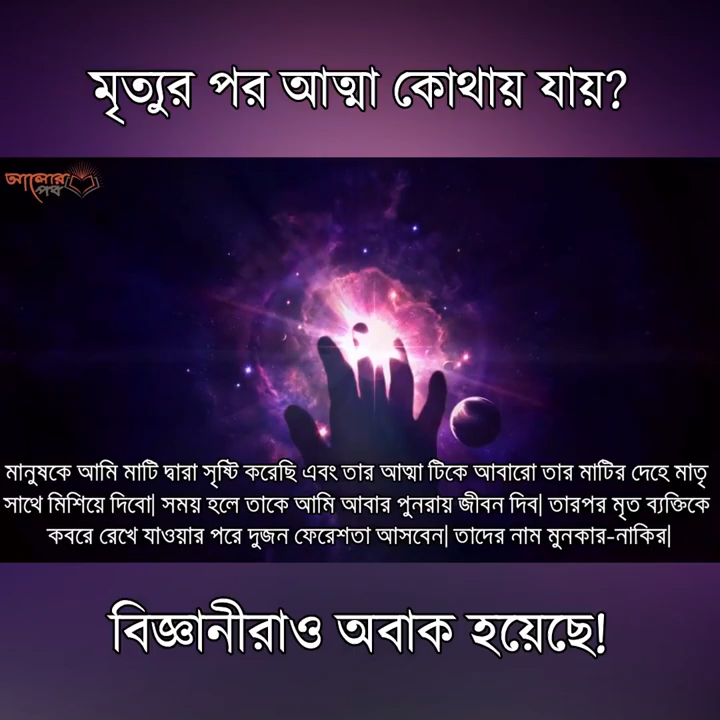 মৃত্যুর পর আত্মা কোথায় যায়?
আলোর
পথ
মানুষকে আমি মাটি দ্বারা সৃষ্টি করেছি এবং তার আত্মা টিকে আবারো তার মাটির দেহে মাতৃ
সাথে মিশিয়ে দিবো| সময় হলে তাকে আমি আবার পুনরায় জীবন দিব| তারপর মৃত ব্যক্তিকে
কবরে রেখে যাওয়ার পরে দুজন ফেরেশতা আসবেন| তাদের নাম মুনকার-নাকির|
বিজ্ঞানীরাও অবাক হয়েছে!